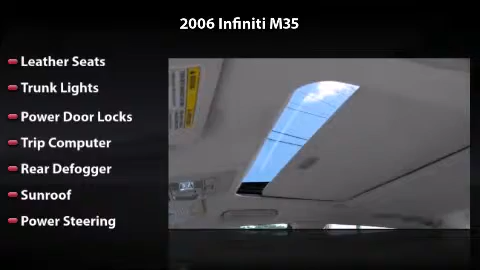 2006 Infiniti M35
Leather Seats
Trunk Lights
Power Door Locks
Trip Computer
Rear Defogger
Sunroof
Power Steering